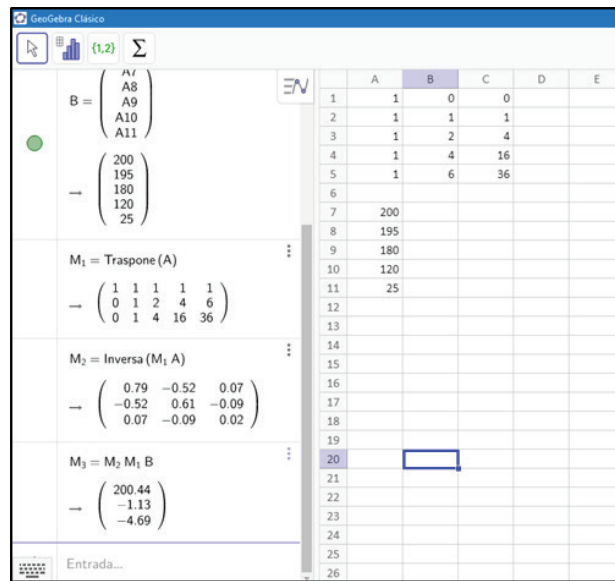 GeoGebra Clásico
{1,2} Σ
A7
A8
B = A9
A10
A11
200
195
→ 180
120
25
M₁ = Traspone (A)
1 1 1 1 1
→ 0 1 2 4 6
0 1 4 16 36
M₂ = Inversa (M₁ A)
0.79 −0.52 0.07
→ −0.52 0.61 −0.09
0.07 −0.09 0.02
M₃ = M₂ M₁ B
200.44
→ −1.13
−4.69
Entrada...
A B C D E
1 1 0 0
2 1 1 1
3 1 2 4
4 1 4 16
5 1 6 36
6
7 200
8 195
9 180
10 120
11 25
12
13
14
15
16
17
18
19
20
21
22
23
24
25
26